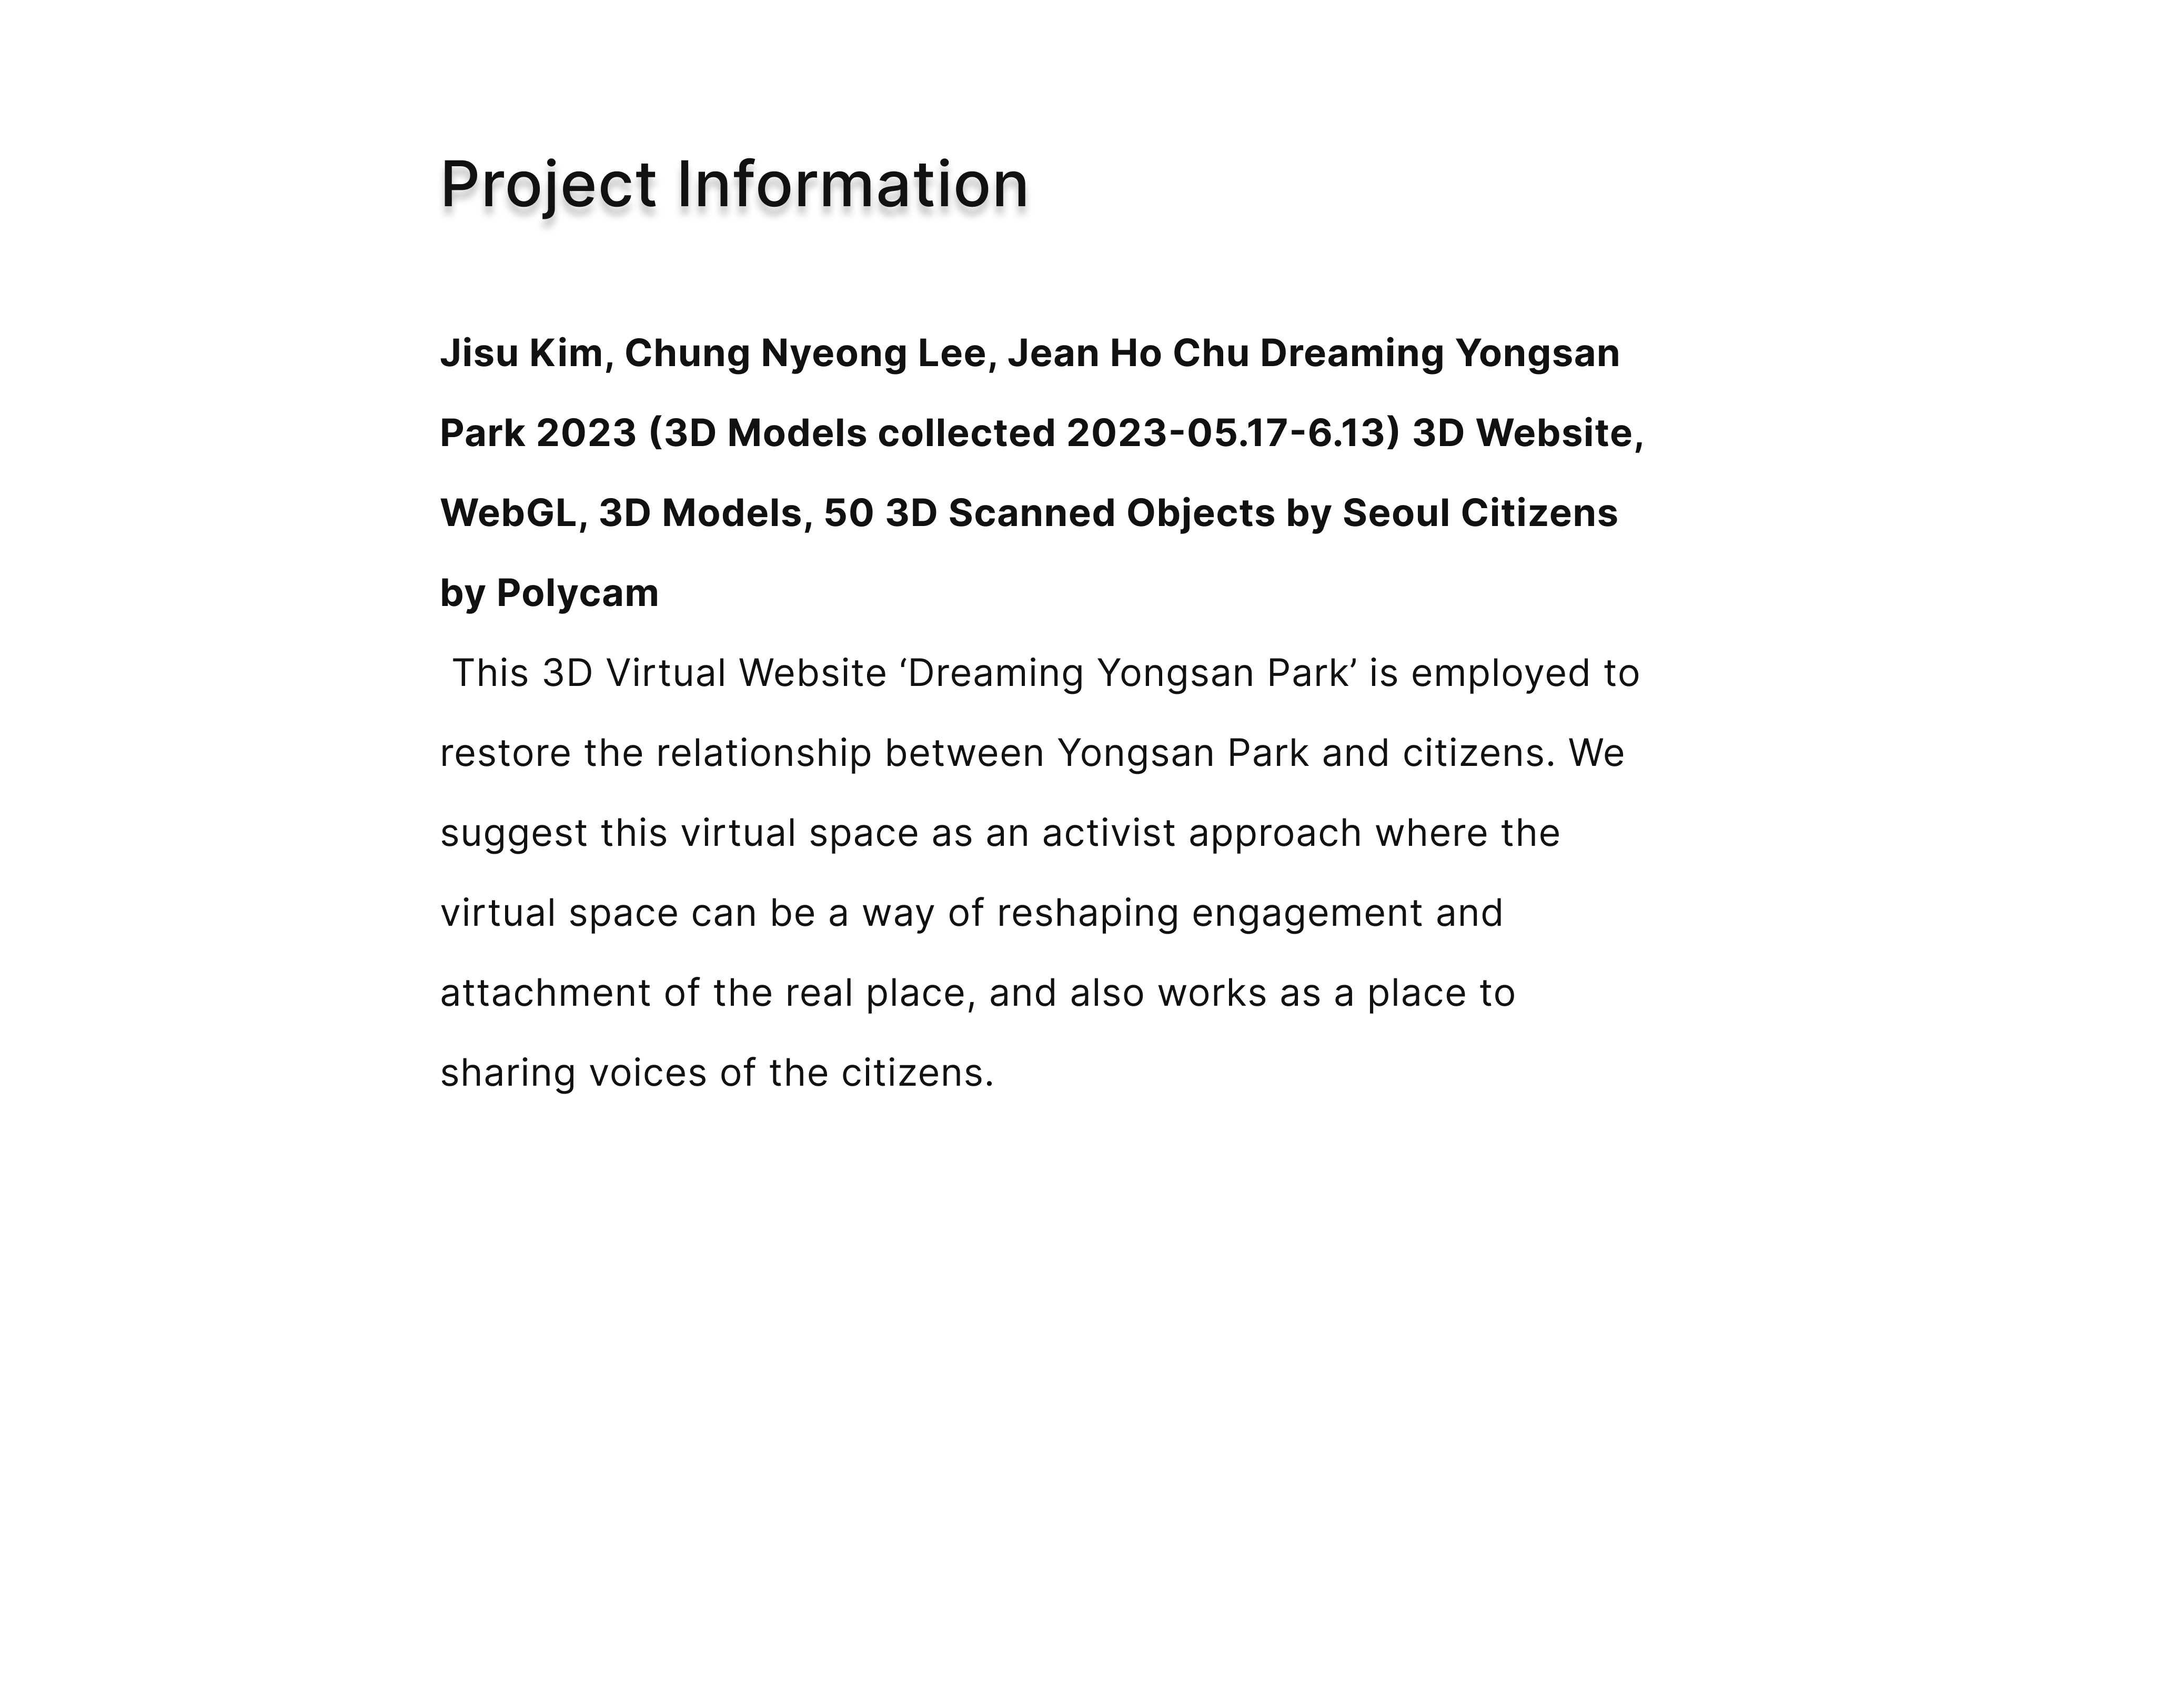 Project Information
Jisu Kim, Chung Nyeong Lee, Jean Ho Chu Dreaming Yongsan
Park 2023 (3D Models collected 2023-05.17-6.13) 3D Website,
WebGL, 3D Models, 50 3D Scanned Objects by Seoul Citizens
by Polycam
This 3D Virtual Website ‘Dreaming Yongsan Park’ is employed to
restore the relationship between Yongsan Park and citizens. We
suggest this virtual space as an activist approach where the
virtual space can be a way of reshaping engagement and
attachment of the real place, and also works as a place to
sharing voices of the citizens.